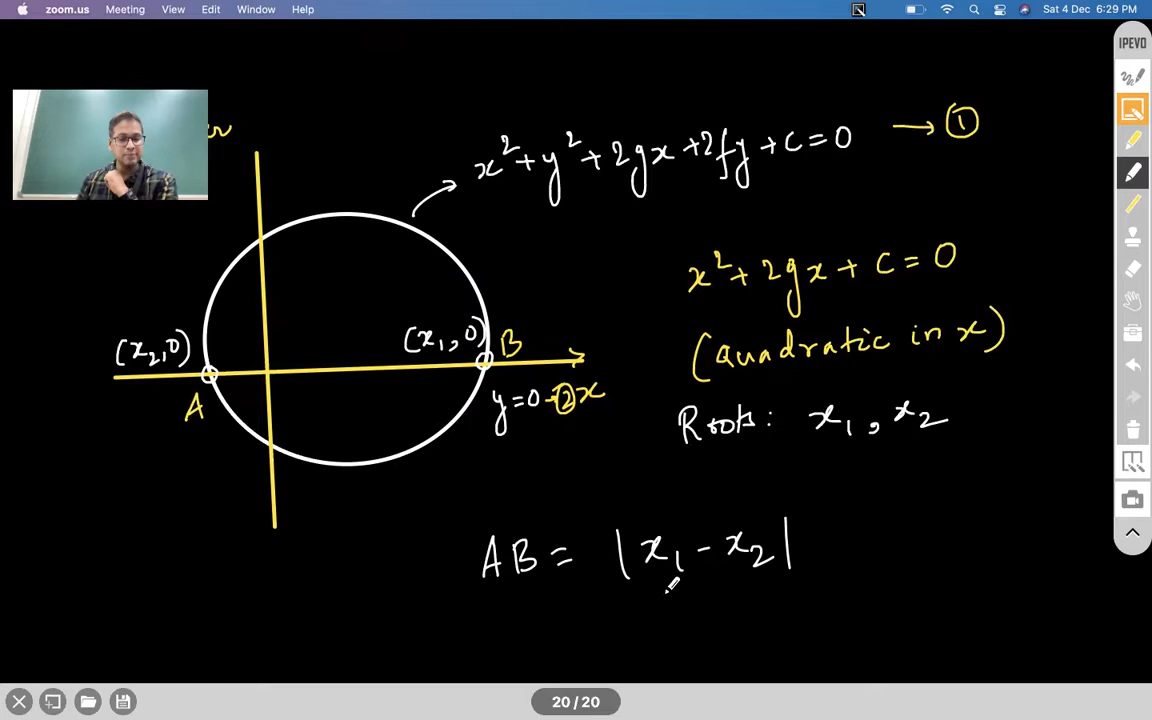 zoom.us Meeting View Edit Window Help Sat 4 Dec 6:29 PM
IPEVO
x²+y²+2gx+2fy+c=0 → ①
x²+2gx+c=0
(quadratic in x)
(x₂,0) (x₁,0) B
A y=0-② x
Roots: x₁, x₂
AB = |x₁-x₂|
20/20